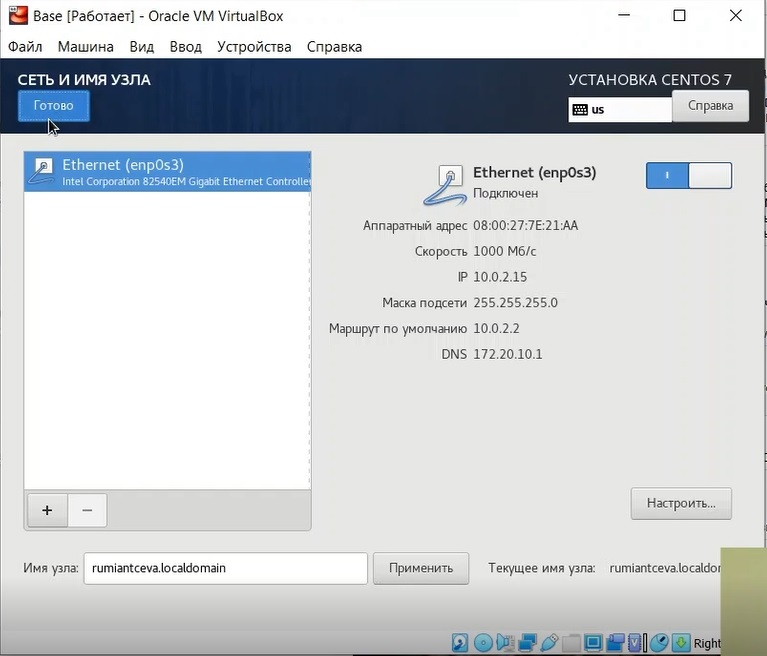 Base [Работает] - Oracle VM VirtualBox
Файл Машина Вид Ввод Устройства Справка
СЕТЬ И ИМЯ УЗЛА
УСТАНОВКА CENTOS 7
Готово
us
Справка
Ethernet (enp0s3)
Intel Corporation 82540EM Gigabit Ethernet Controller
Ethernet (enp0s3)
Подключен
Аппаратный адрес 08:00:27:7E:21:AA
Скорость 1000 Мб/с
IP 10.0.2.15
Маска подсети 255.255.255.0
Маршрут по умолчанию 10.0.2.2
DNS 172.20.10.1
+ −
Настроить...
Имя узла: rumiantceva.localdomain Применить Текущее имя узла: rumiantceva.localdor
Right